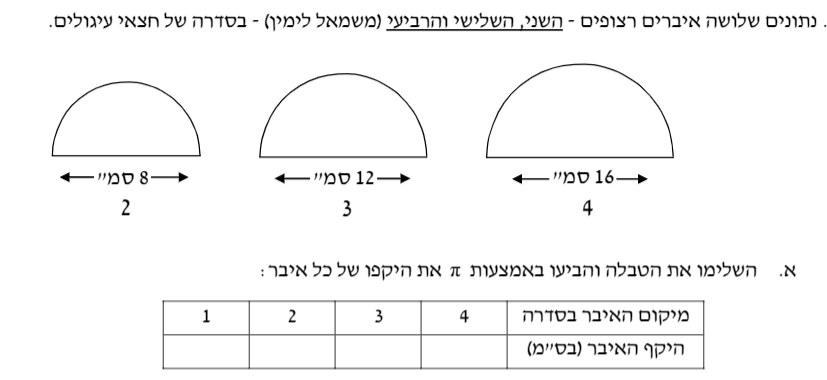 . נתונים שלושה איברים רצופים - השני, השלישי והרביעי (משמאל לימין) - בסדרה של חצאי עיגולים.
8 סמ״ 12 סמ״ 16 סמ״
2 3 4
א. השלימו את הטבלה והביעו באמצעות π את היקפו של כל איבר:
מיקום האיבר בסדרה 4 3 2 1
היקף האיבר (בס״מ)